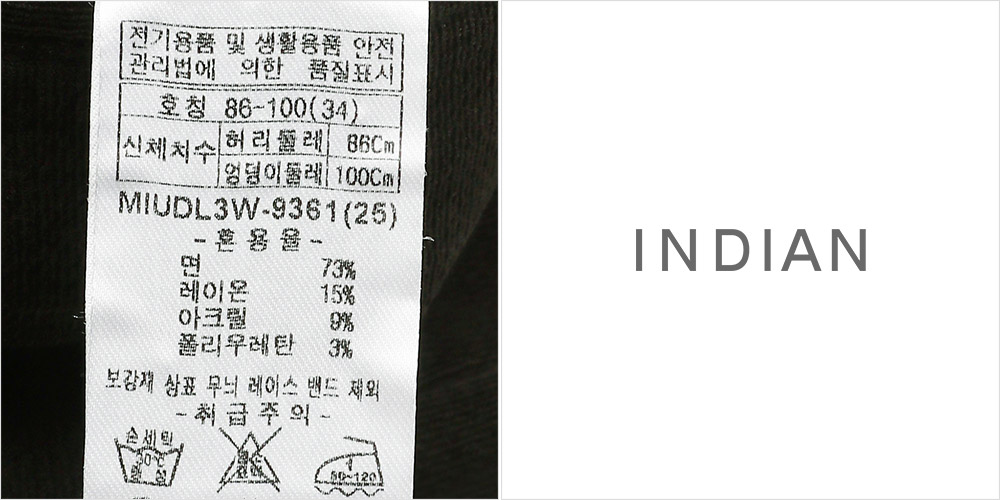 전기용품 및 생활용품 안전
관리법에 의한 품질표시
호칭 86-100(34)
신체치수 허리둘레 86Cm
엉덩이둘레 100Cm
MIUDL3W-9361(25)
-혼용율-
면 73%
레이온 15%
아크릴 9%
폴리우레탄 3%
보강재 상표 무늬 레이스 밴드 제외
-취급주의-
손세탁
30℃
중성
80~120
INDIAN